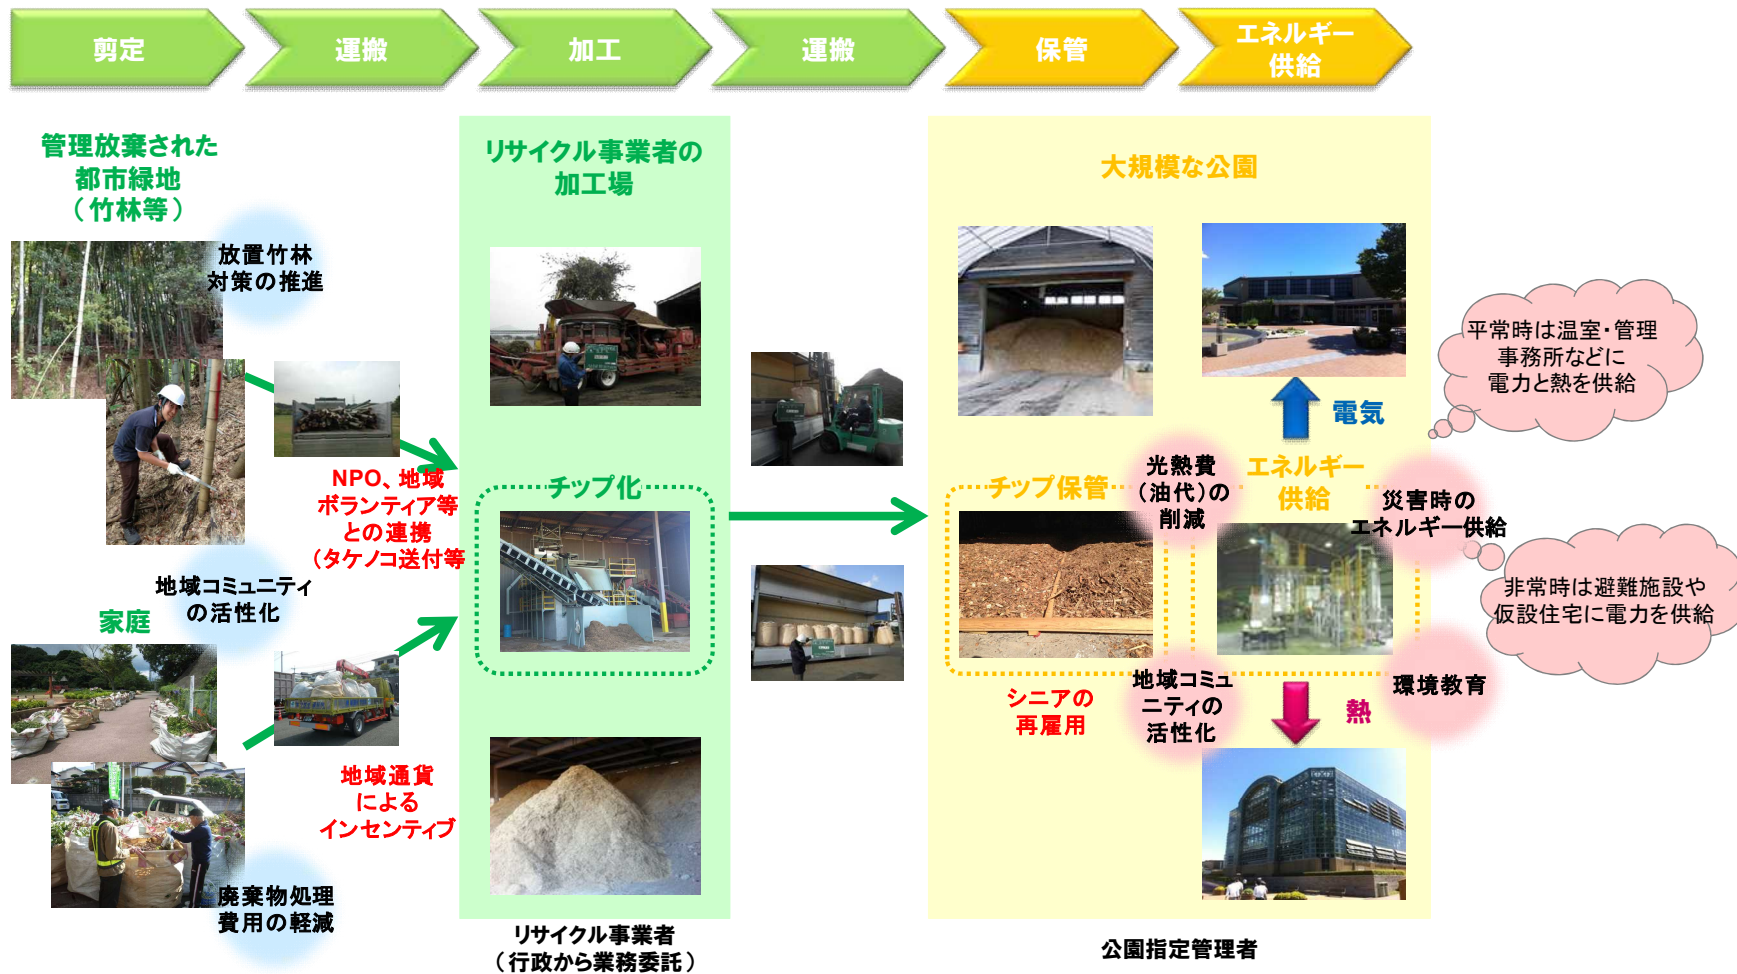 剪定
運搬
加工
運搬
保管
エネルギー
供給
管理放棄された
都市緑地
（竹林等）
放置竹林
対策の推進
NPO、地域
ボランティア等
との連携
（タケノコ送付等
地域コミュニティ
の活性化
家庭
地域通貨
による
インセンティブ
廃棄物処理
費用の軽減
リサイクル事業者の
加工場
チップ化
リサイクル事業者
（行政から業務委託）
大規模な公園
電気
光熱費
（油代）の
削減
エネルギー
供給
チップ保管
災害時の
エネルギー供給
シニアの
再雇用
地域コミュ
ニティの
活性化
熱
環境教育
公園指定管理者
平常時は温室・管理
事務所などに
電力と熱を供給
非常時は避難施設や
仮設住宅に電力を供給